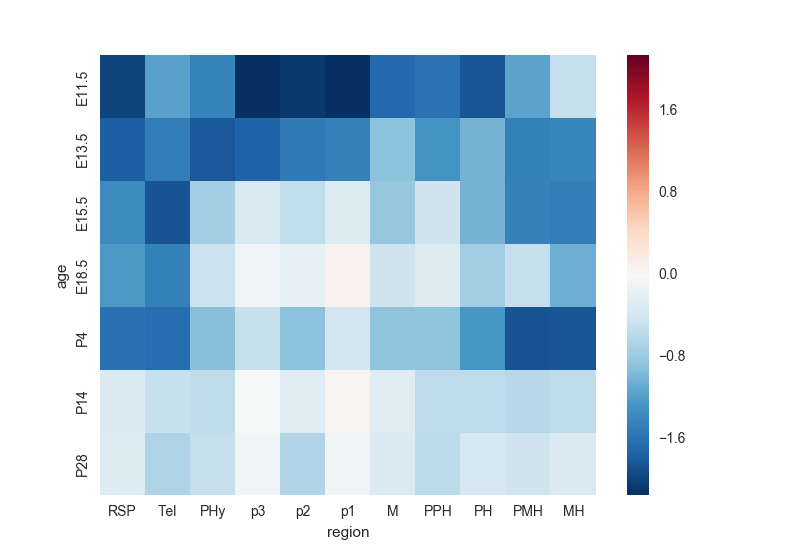 age
E11.5
E13.5
E15.5
E18.5
P4
P14
P28
RSP Tel PHy p3 p2 p1 M PPH PH PMH MH
region
1.6
0.8
0.0
−0.8
−1.6